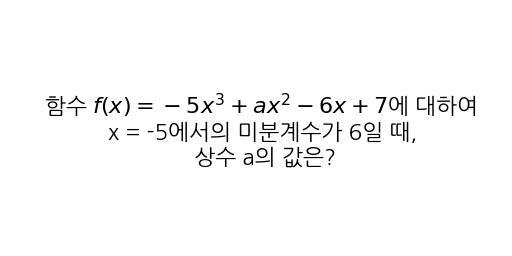 함수 f(x) = − 5x³ + ax² − 6x + 7에 대하여
x = -5에서의 미분계수가 6일 때,
상수 a의 값은?